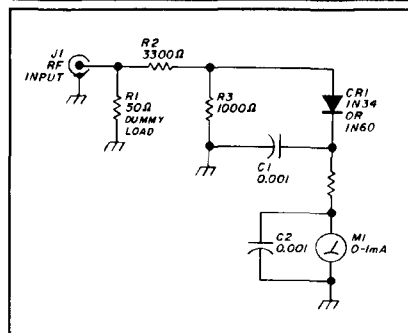 J1
RF
INPUT
R2
3300Ω
R1
50Ω
DUMMY
LOAD
R3
1000Ω
CR1
1N34
OR
1N60
C1
0.001
C2
0.001
M1
0-1mA